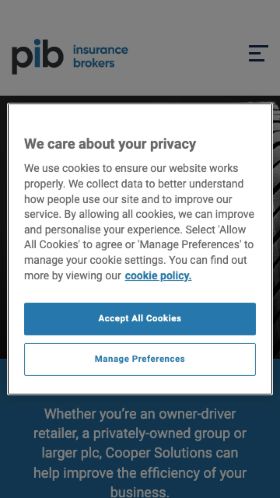 pib insurance
brokers
We care about your privacy
We use cookies to ensure our website works
properly. We collect data to better understand
how people use our site and to improve our
service. By allowing all cookies, we can improve
and personalise your experience. Select 'Allow
All Cookies' to agree or 'Manage Preferences' to
manage your cookie settings. You can find out
more by viewing our cookie policy.
Accept All Cookies
Manage Preferences
Whether you're an owner-driver
retailer, a privately-owned group or
larger plc, Cooper Solutions can
help improve the efficiency of your
business.